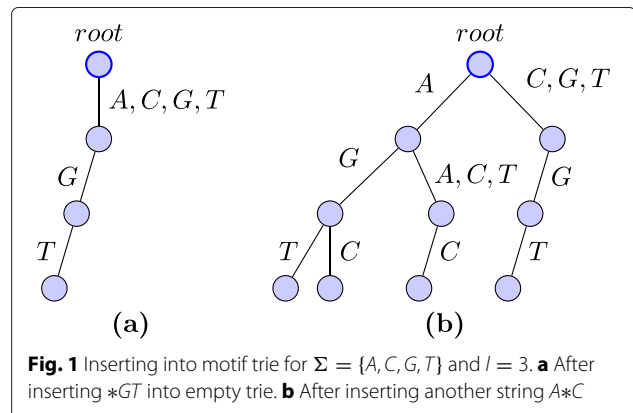 root
root
A, C, G, T
A
C, G, T
G
G
A, C, T
G
T
T
C
C
T
(a)
(b)
Fig. 1 Inserting into motif trie for Σ = {A, C, G, T} and l = 3. a After
inserting ∗GT into empty trie. b After inserting another string A∗C